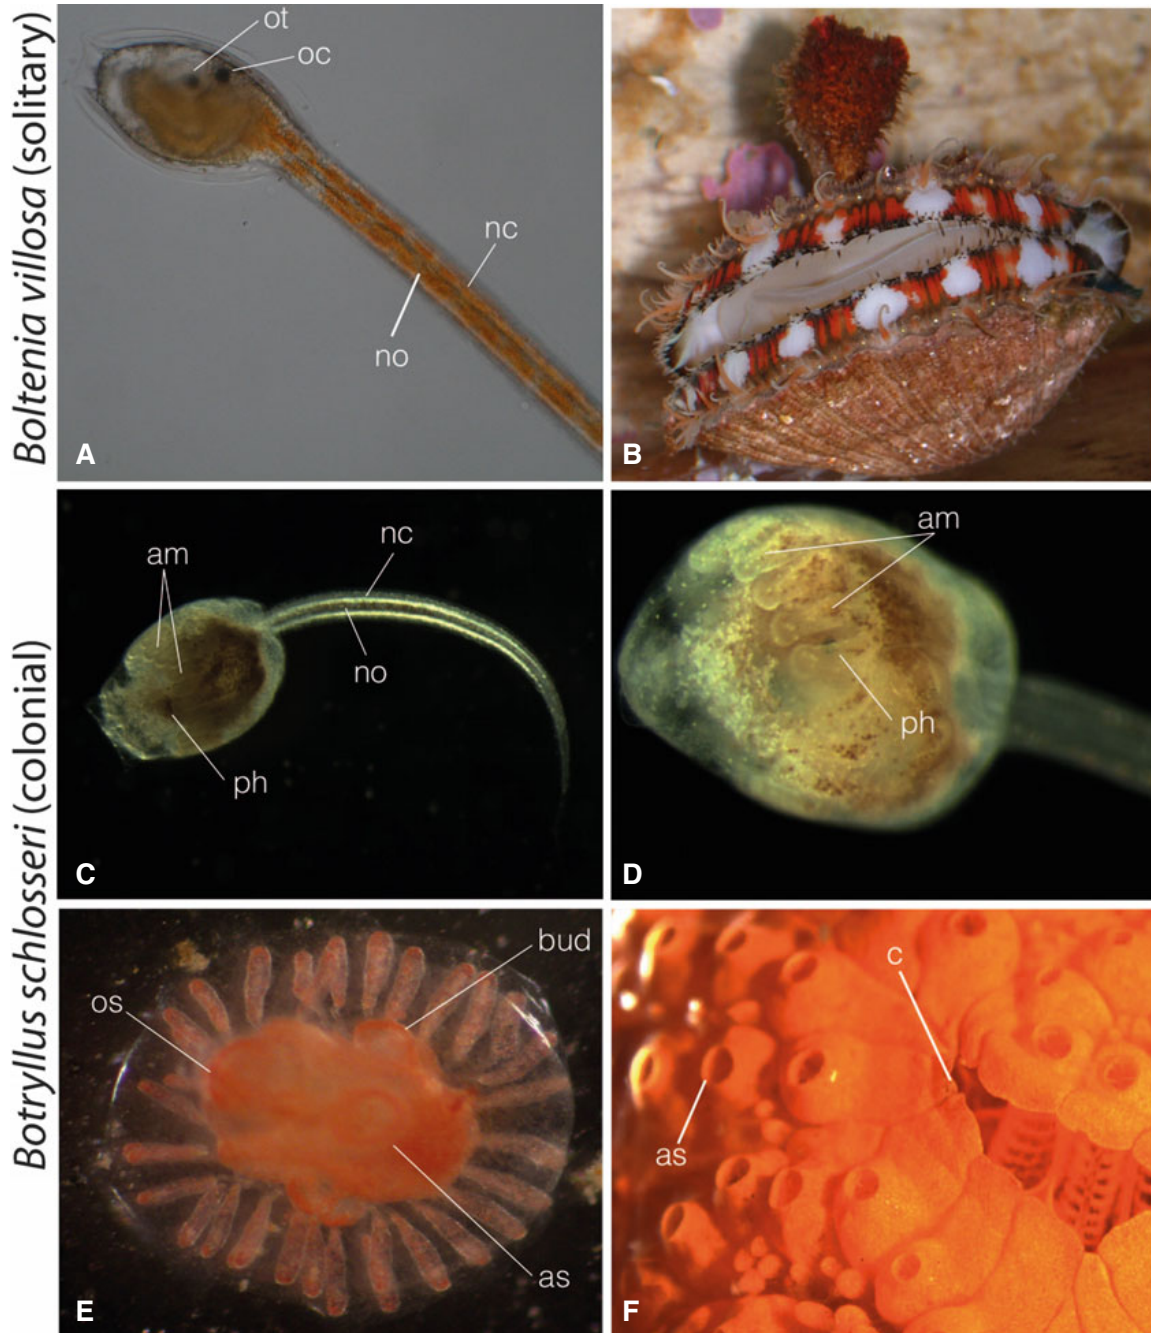 Boltenia villosa (solitary)
ot
oc
nc
no
A
B
am
nc
no
ph
C
am
ph
D
Botryllus schlosseri (colonial)
bud
os
as
E
c
as
F